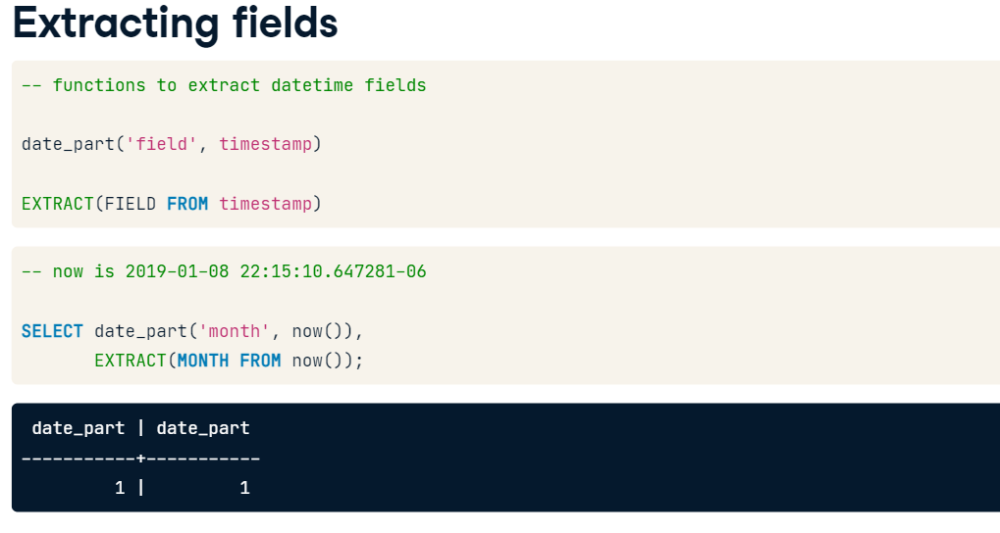 Extracting fields
-- functions to extract datetime fields
date_part('field', timestamp)
EXTRACT(FIELD FROM timestamp)
-- now is 2019-01-08 22:15:10.647281-06
SELECT date_part('month', now()),
       EXTRACT(MONTH FROM now());
 date_part | date_part
-----------+-----------
         1 |         1